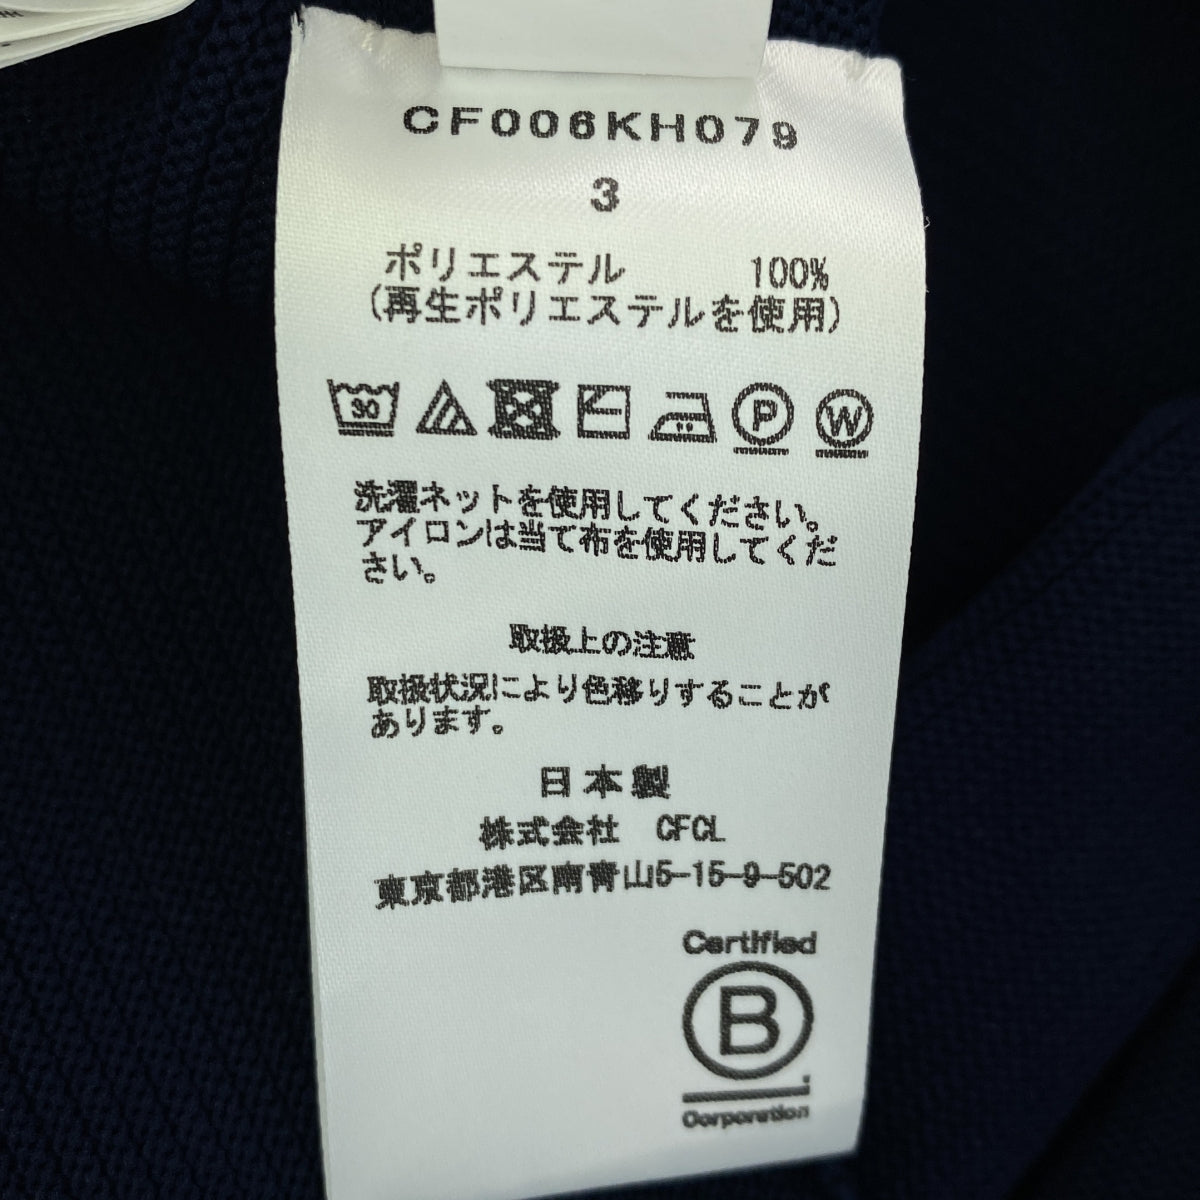 CF006KH079
3
ポリエステル 100%
(再生ポリエステルを使用)
30 P W
洗濯ネットを使用してください。
アイロンは当て布を使用してくだ
さい。
取扱上の注意
取扱状況により色移りすることが
あります。
日本製
株式会社 CFCL
東京都港区南青山5-15-9-502
Certified
B
Corporation